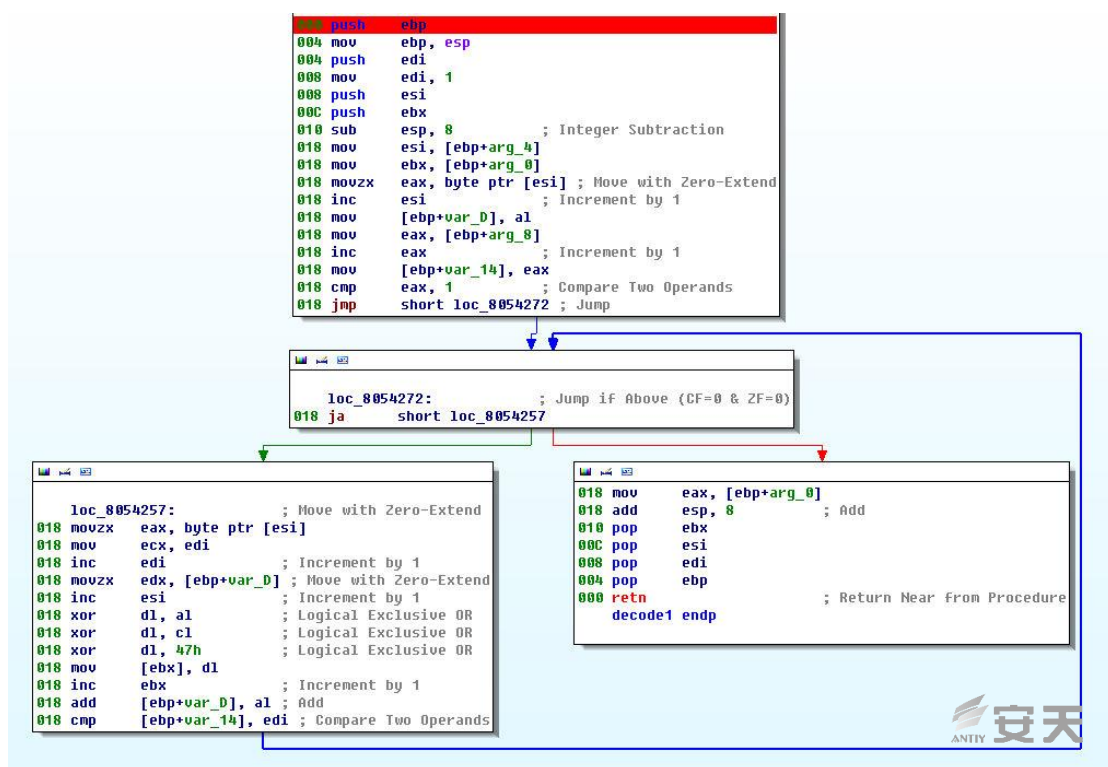 000 push ebp
004 mov ebp, esp
004 push edi
008 mov edi, 1
008 push esi
00C push ebx
010 sub esp, 8 ; Integer Subtraction
018 mov esi, [ebp+arg_4]
018 mov ebx, [ebp+arg_0]
018 movzx eax, byte ptr [esi] ; Move with Zero-Extend
018 inc esi ; Increment by 1
018 mov [ebp+var_D], al
018 mov eax, [ebp+arg_8]
018 inc eax ; Increment by 1
018 mov [ebp+var_14], eax
018 cmp eax, 1 ; Compare Two Operands
018 jmp short loc_8054272 ; Jump
loc_8054272: ; Jump if Above (CF=0 & ZF=0)
018 ja short loc_8054257
loc_8054257: ; Move with Zero-Extend
018 movzx eax, byte ptr [esi]
018 mov ecx, edi
018 inc edi ; Increment by 1
018 movzx edx, [ebp+var_D] ; Move with Zero-Extend
018 inc esi ; Increment by 1
018 xor dl, al ; Logical Exclusive OR
018 xor dl, cl ; Logical Exclusive OR
018 xor dl, 47h ; Logical Exclusive OR
018 mov [ebx], dl
018 inc ebx ; Increment by 1
018 add [ebp+var_D], al ; Add
018 cmp [ebp+var_14], edi ; Compare Two Operands
018 mov eax, [ebp+arg_0]
018 add esp, 8 ; Add
010 pop ebx
00C pop esi
008 pop edi
004 pop ebp
000 retn ; Return Near from Procedure
decode1 endp
ANTIY 安天